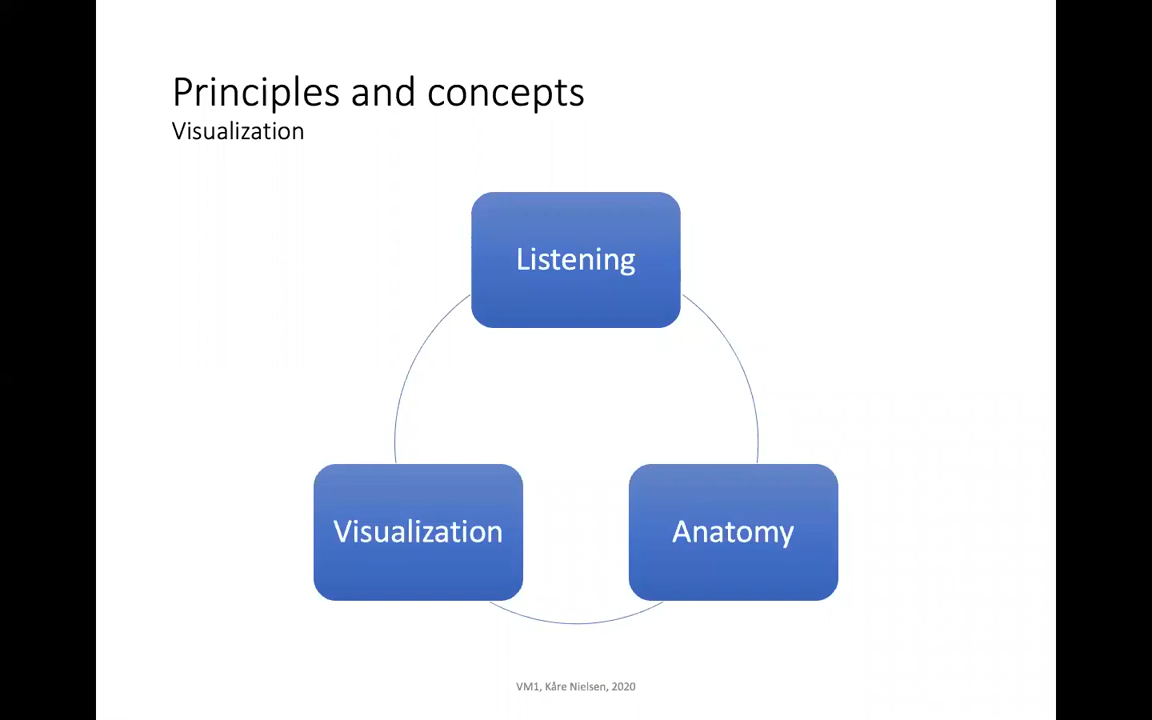 Principles and concepts
Visualization
Listening
Visualization
Anatomy
VM1, Kåre Nielsen, 2020